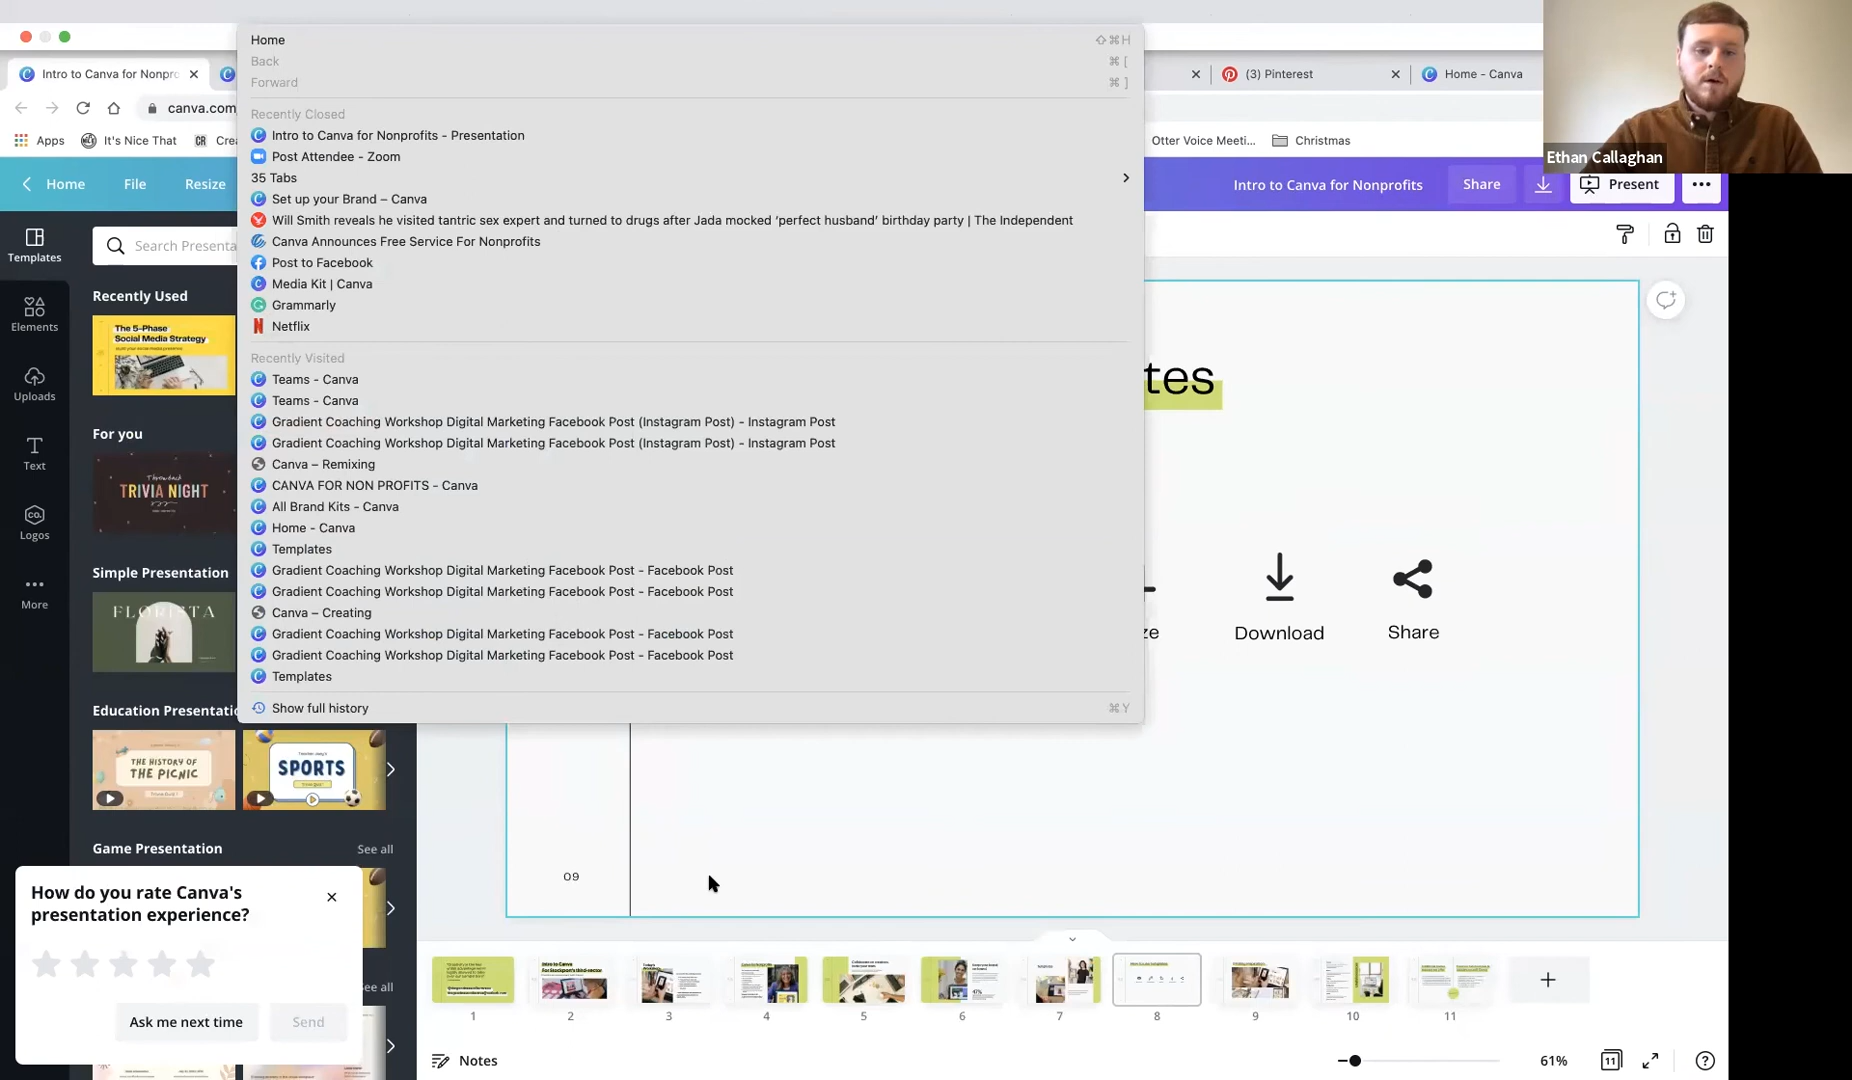 Home ⇧⌘H
Back ⌘[
Forward ⌘]
Recently Closed
Intro to Canva for Nonprofits - Presentation
Post Attendee - Zoom
35 Tabs
Set up your Brand – Canva
Will Smith reveals he visited tantric sex expert and turned to drugs after Jada mocked ‘perfect husband’ birthday party | The Independent
Canva Announces Free Service For Nonprofits
Post to Facebook
Media Kit | Canva
Grammarly
Netflix
Recently Visited
Teams - Canva
Teams - Canva
Gradient Coaching Workshop Digital Marketing Facebook Post (Instagram Post) - Instagram Post
Gradient Coaching Workshop Digital Marketing Facebook Post (Instagram Post) - Instagram Post
Canva – Remixing
CANVA FOR NON PROFITS - Canva
All Brand Kits - Canva
Home - Canva
Templates
Gradient Coaching Workshop Digital Marketing Facebook Post - Facebook Post
Gradient Coaching Workshop Digital Marketing Facebook Post - Facebook Post
Canva – Creating
Gradient Coaching Workshop Digital Marketing Facebook Post - Facebook Post
Gradient Coaching Workshop Digital Marketing Facebook Post - Facebook Post
Templates
Show full history ⌘Y
Intro to Canva for Nonpro
(3) Pinterest
Home - Canva
canva.com
Apps It's Nice That CR Crea
Otter Voice Meeti... Christmas
Ethan Callaghan
Home File Resize
Intro to Canva for Nonprofits Share Present
Templates
Elements
Uploads
Text
CO.
Logos
More
Search Presenta
Recently Used
The 5-Phase
Social Media Strategy
For you
Throwback
TRIVIA NIGHT
Simple Presentation
FLORISTA
Education Presentatio
THE HISTORY OF
THE PICNIC
SPORTS
Game Presentation See all
See all
How do you rate Canva's
presentation experience?
Ask me next time Send
tes
ze
Download
Share
09
Intro to Canva
47%
1 2 3 4 5 6 7 8 9 10 11
Notes
61%
11